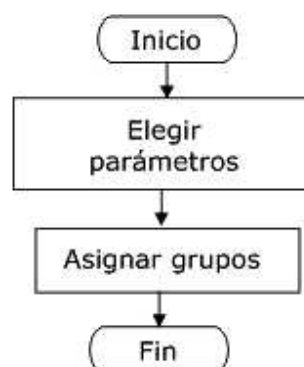 Inicio
Elegir
parámetros
Asignar grupos
Fin